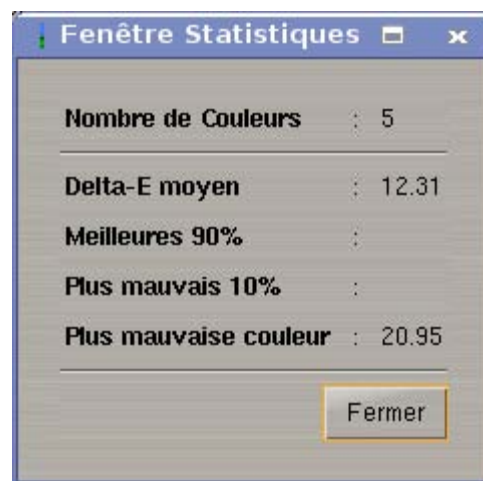 Fenêtre Statistiques
Nombre de Couleurs : 5
Delta-E moyen : 12.31
Meilleures 90% :
Plus mauvais 10% :
Plus mauvaise couleur : 20.95
Fermer